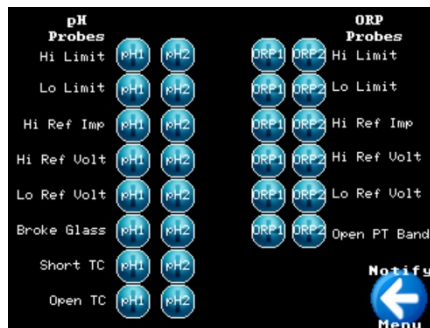 pH
Probes
ORP
Probes
Hi Limit pH1 pH2 ORP1 ORP2 Hi Limit
Lo Limit pH1 pH2 ORP1 ORP2 Lo Limit
Hi Ref Imp pH1 pH2 ORP1 ORP2 Hi Ref Imp
Hi Ref Volt pH1 pH2 ORP1 ORP2 Hi Ref Volt
Lo Ref Volt pH1 pH2 ORP1 ORP2 Lo Ref Volt
Broke Glass pH1 pH2 ORP1 ORP2 Open PT Band
Short TC pH1 pH2
Open TC pH1 pH2
Notify
Menu